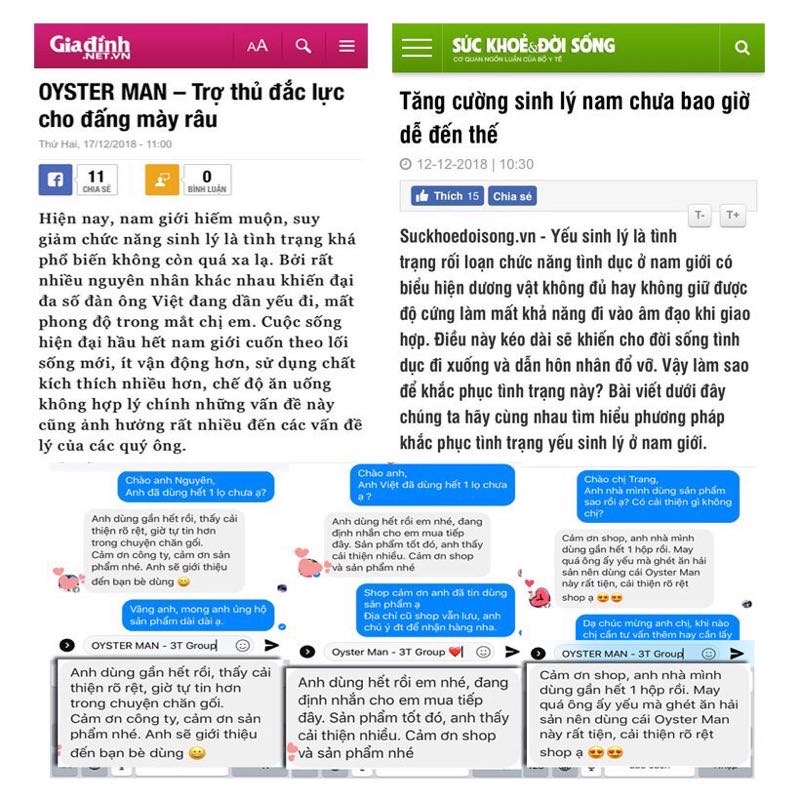 Giadình
.NET.VN
AA
OYSTER MAN – Trợ thủ đắc lực
cho đấng mày râu
Thứ Hai, 17/12/2018 - 11:00
11
CHIA SẺ
0
BÌNH LUẬN
Hiện nay, nam giới hiếm muộn, suy
giảm chức năng sinh lý là tình trạng khá
phổ biến không còn quá xa lạ. Bởi rất
nhiều nguyên nhân khác nhau khiến đại
đa số đàn ông Việt đang dần yếu đi, mất
phong độ trong mắt chị em. Cuộc sống
hiện đại hầu hết nam giới cuốn theo lối
sống mới, ít vận động hơn, sử dụng chất
kích thích nhiều hơn, chế độ ăn uống
không hợp lý chính những vấn đề này
cũng ảnh hưởng rất nhiều đến các vấn đề
lý của các quý ông.
SỨC KHOẺ&ĐỜI SỐNG
CƠ QUAN NGÔN LUẬN CỦA BỘ Y TẾ
Tăng cường sinh lý nam chưa bao giờ
dễ đến thế
12-12-2018 | 10:30
Thích 15
Chia sẻ
T-
T+
Suckhoedoisong.vn - Yếu sinh lý là tình
trạng rối loạn chức năng tình dục ở nam giới có
biểu hiện dương vật không đủ hay không giữ được
độ cứng làm mất khả năng đi vào âm đạo khi giao
hợp. Điều này kéo dài sẽ khiến cho đời sống tình
dục đi xuống và dẫn hôn nhân đổ vỡ. Vậy làm sao
để khắc phục tình trạng này? Bài viết dưới đây
chúng ta hãy cùng nhau tìm hiểu phương pháp
khắc phục tình trạng yếu sinh lý ở nam giới.
Chào anh Nguyên,
Anh đã dùng hết 1 lọ chưa ạ?
Anh dùng gần hết rồi, thấy cải
thiện rõ rệt, giờ tự tin hơn
trong chuyện chăn gối.
Cảm ơn công ty, cảm ơn sản
phẩm nhé. Anh sẽ giới thiệu
đến bạn bè dùng 😀
Vâng anh, mong anh ủng hộ
sản phẩm dài dài ạ.
OYSTER MAN - 3T Group
Anh dùng gần hết rồi, thấy cải
thiện rõ rệt, giờ tự tin hơn
trong chuyện chăn gối.
Cảm ơn công ty, cảm ơn sản
phẩm nhé. Anh sẽ giới thiệu
đến bạn bè dùng 😀
Chào anh,
Anh Việt đã dùng hết 1 lọ chưa
ạ ?
Anh dùng hết rồi em nhé, đang
định nhắn cho em mua tiếp
đây. Sản phẩm tốt đó, anh thấy
cải thiện nhiều. Cảm ơn shop
và sản phẩm nhé
Shop cảm ơn anh đã tin dùng
sản phẩm ạ
Địa chỉ cũ shop vẫn lưu, anh
chú ý đt để nhận hàng nha.
Oyster Man - 3T Group ❤️
Anh dùng hết rồi em nhé, đang
định nhắn cho em mua tiếp
đây. Sản phẩm tốt đó, anh thấy
cải thiện nhiều. Cảm ơn shop
và sản phẩm nhé
Chào chị Trang,
Anh nhà mình dùng sản phẩm
sao rồi ạ? Có cải thiện gì không
chị?
Cảm ơn shop, anh nhà mình
dùng gần hết 1 hộp rồi. May
quá ông ấy yếu mà ghét ăn hải
sản nên dùng cái Oyster Man
này rất tiện, cải thiện rõ rệt
shop ạ 😍😍
Dạ chúc mừng anh chị, khi nào
chị cần tư vấn thêm hay cần lấy
OYSTER MAN - 3T Group
Cảm ơn shop, anh nhà mình
dùng gần hết 1 hộp rồi. May
quá ông ấy yếu mà ghét ăn hải
sản nên dùng cái Oyster Man
này rất tiện, cải thiện rõ rệt
shop ạ 😍😍